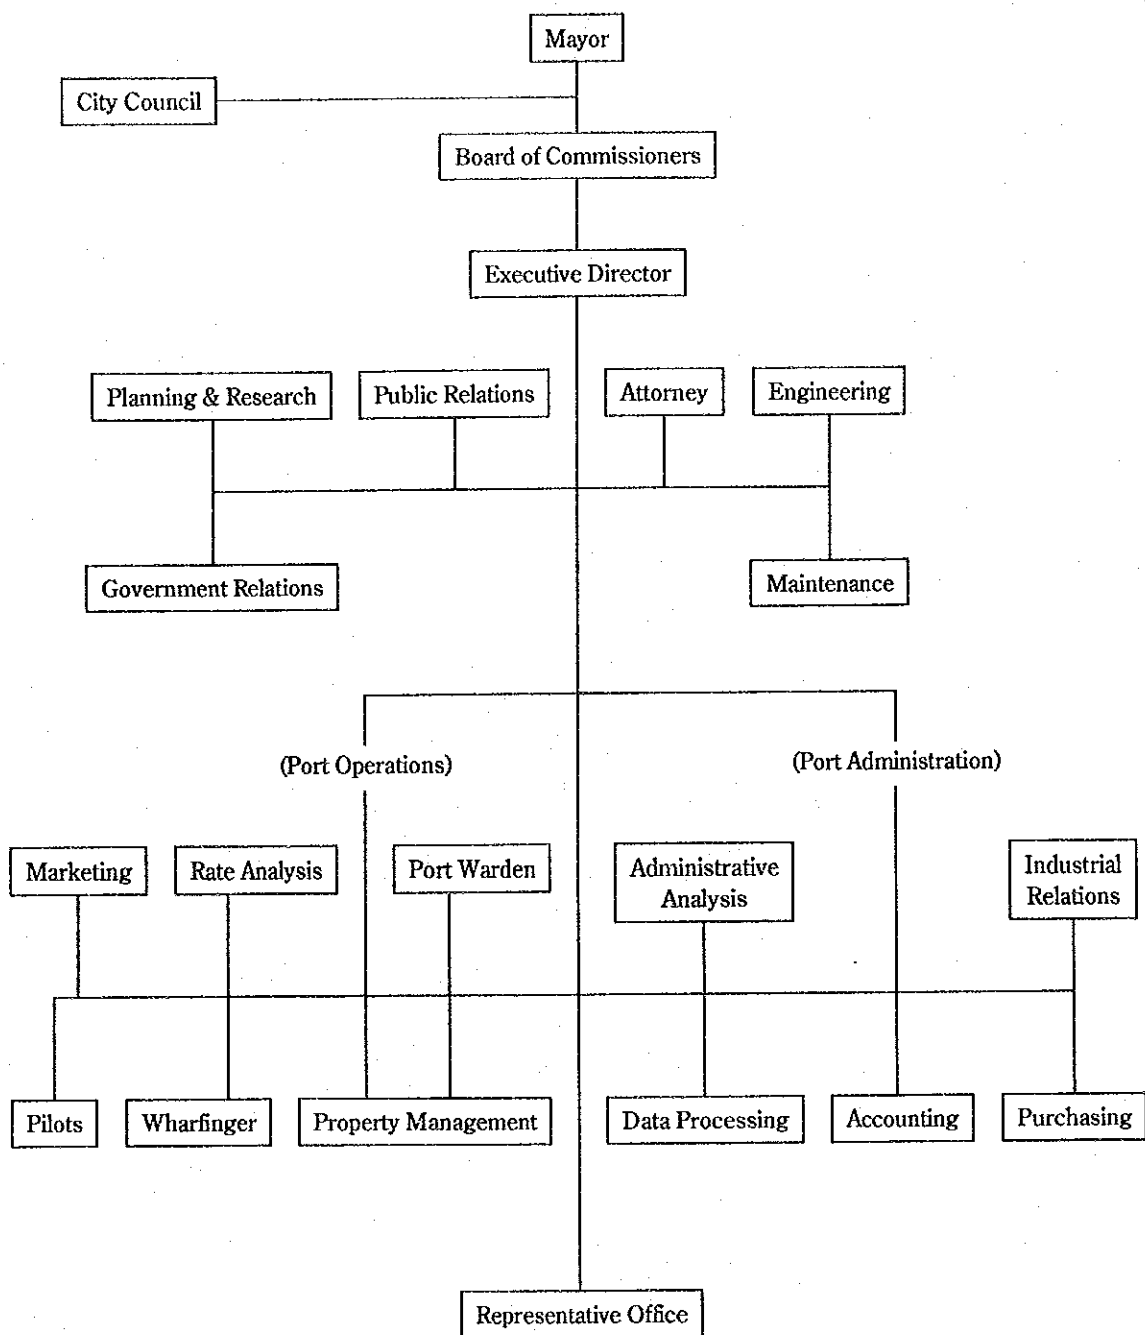 Mayor
City Council
Board of Commissioners
Executive Director
Planning & Research
Public Relations
Attorney
Engineering
Government Relations
Maintenance
(Port Operations)
(Port Administration)
Marketing
Rate Analysis
Port Warden
Administrative
Analysis
Industrial
Relations
Pilots
Wharfinger
Property Management
Data Processing
Accounting
Purchasing
Representative Office